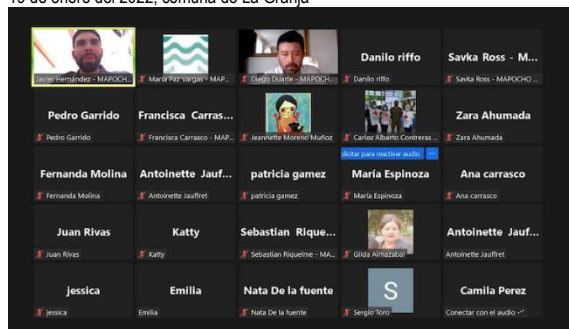 19 de enero del 2022, comuna de La Granja
Javier Hernández - MAPOCH...
María Paz Vargas - MAP...
Diego Duarte - MAPOCH...
Danilo riffo
Danilo riffo
Savka Ross - M...
Savka Ross - MAPOCHO ...
Pedro Garrido
Pedro Garrido
Francisca Carras...
Francisca Carrasco - MAP...
Jeannette Moreno Muñoz
Carlos Alberto Contreras ...
Zara Ahumada
Zara Ahumada
Fernanda Molina
Fernanda Molina
Antoinette Jauf...
Antoinette Jauffret
patricia gamez
patricia gamez
olicitar para reactivar audio ...
María Espinoza
María Espinoza
Ana carrasco
Ana carrasco
Juan Rivas
Juan Rivas
Katty
Katty
Sebastian Rique...
Sebastian Riquelme - MA...
Gilda Almazabal
Antoinette Jauf...
Antoinette Jauffret
jessica
jessica
Emilia
Emilia
Nata De la fuente
Nata De la fuente
S
Sergio Toro
Camila Perez
Conectar con el audio